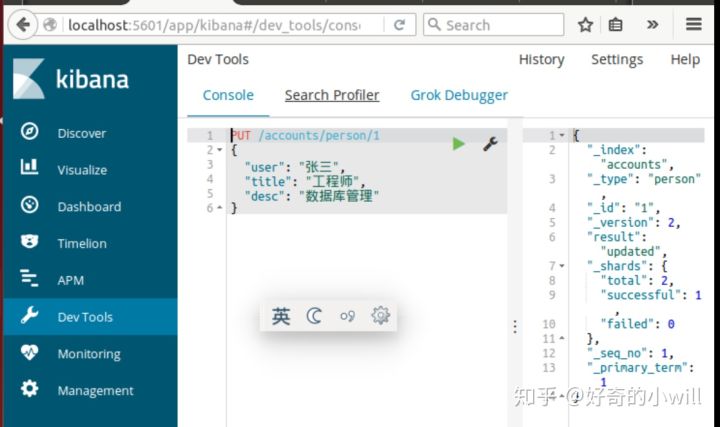 localhost:5601/app/kibana#/dev_tools/cons
Search
kibana
Discover
Visualize
Dashboard
Timelion
APM
Dev Tools
Monitoring
Management
Dev Tools
History
Settings
Help
Console
Search Profiler
Grok Debugger
1 PUT /accounts/person/1
2 {
3 "user": "张三",
4 "title": "工程师",
5 "desc": "数据库管理"
6 }
英
1 {
2 "_index":
"accounts",
3 "_type": "person"
,
4 "_id": "1",
5 "_version": 2,
6 "result":
"updated",
7 "_shards": {
8 "total": 2,
9 "successful": 1
,
10 "failed": 0
11 },
12 "_seq_no": 1,
13 "_primary_term":
1
}
知乎 @好奇的小will